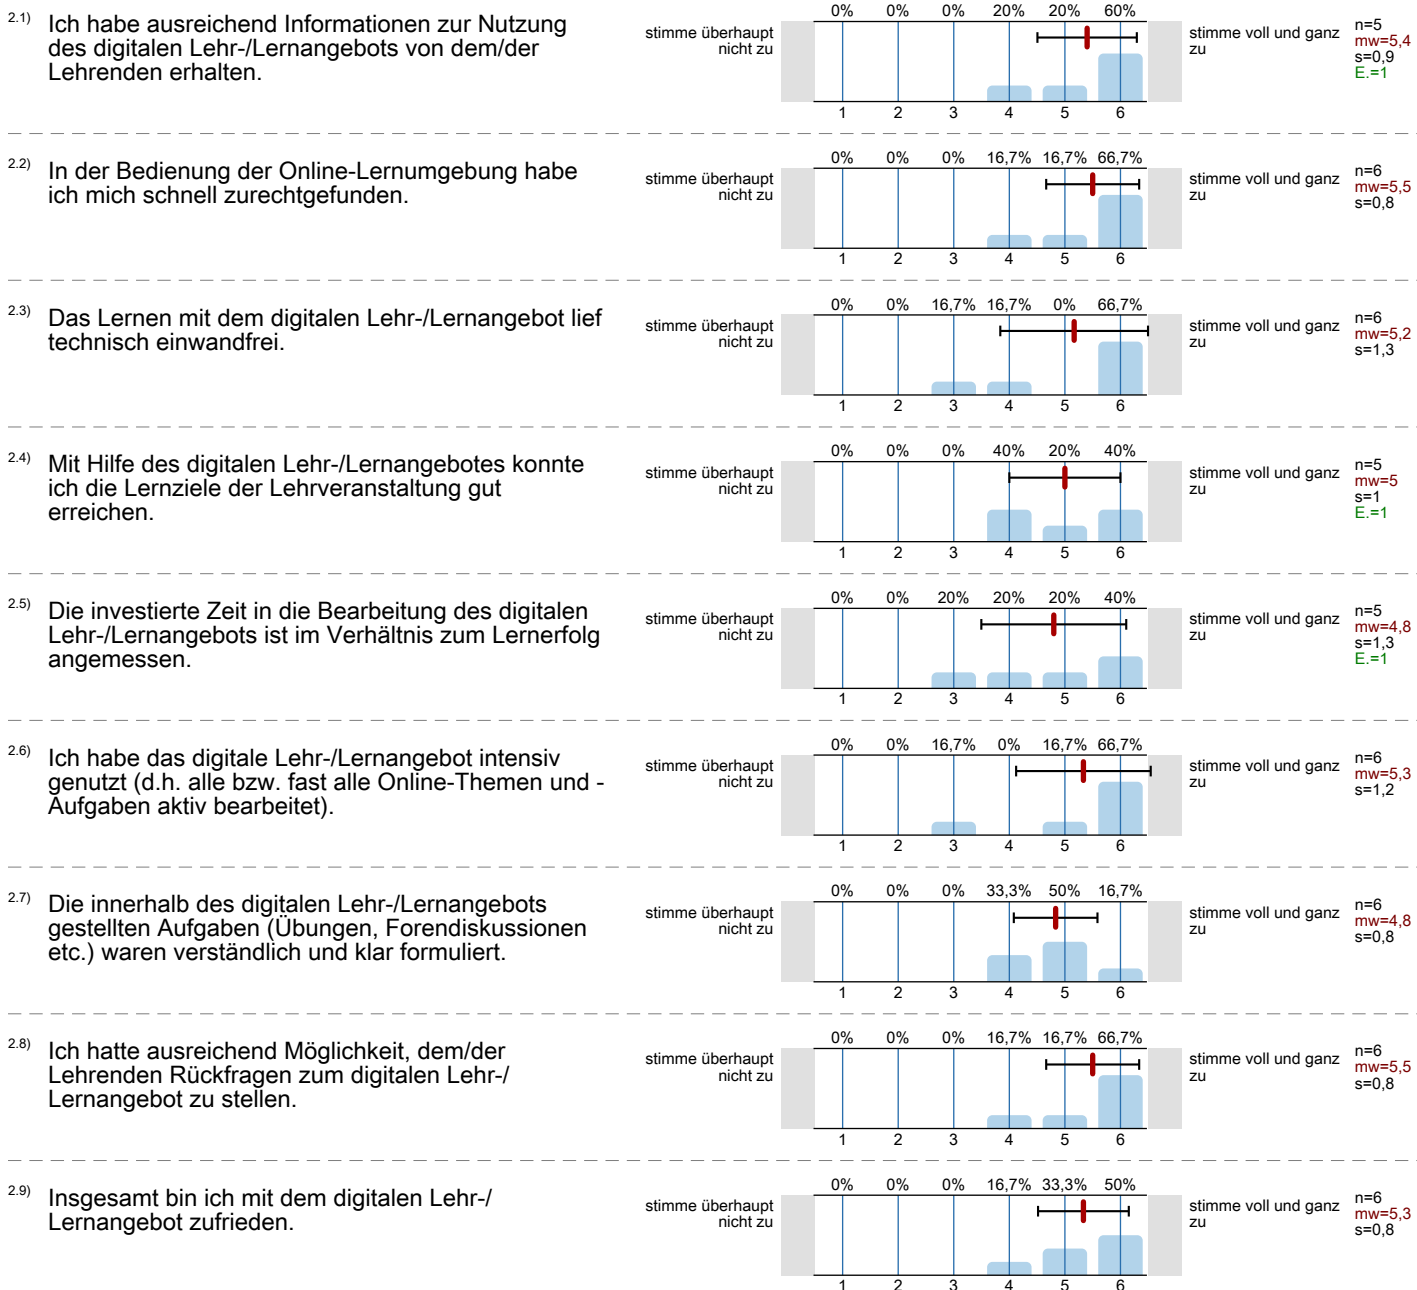 2.1) Ich habe ausreichend Informationen zur Nutzung
des digitalen Lehr-/Lernangebots von dem/der
Lehrenden erhalten.
stimme überhaupt
nicht zu
0% 0% 0% 20% 20% 60%
1 2 3 4 5 6
stimme voll und ganz
zu
n=5
mw=5,4
s=0,9
E.=1
2.2) In der Bedienung der Online-Lernumgebung habe
ich mich schnell zurechtgefunden.
stimme überhaupt
nicht zu
0% 0% 0% 16,7% 16,7% 66,7%
1 2 3 4 5 6
stimme voll und ganz
zu
n=6
mw=5,5
s=0,8
2.3) Das Lernen mit dem digitalen Lehr-/Lernangebot lief
technisch einwandfrei.
stimme überhaupt
nicht zu
0% 0% 16,7% 16,7% 0% 66,7%
1 2 3 4 5 6
stimme voll und ganz
zu
n=6
mw=5,2
s=1,3
2.4) Mit Hilfe des digitalen Lehr-/Lernangebotes konnte
ich die Lernziele der Lehrveranstaltung gut
erreichen.
stimme überhaupt
nicht zu
0% 0% 0% 40% 20% 40%
1 2 3 4 5 6
stimme voll und ganz
zu
n=5
mw=5
s=1
E.=1
2.5) Die investierte Zeit in die Bearbeitung des digitalen
Lehr-/Lernangebots ist im Verhältnis zum Lernerfolg
angemessen.
stimme überhaupt
nicht zu
0% 0% 20% 20% 20% 40%
1 2 3 4 5 6
stimme voll und ganz
zu
n=5
mw=4,8
s=1,3
E.=1
2.6) Ich habe das digitale Lehr-/Lernangebot intensiv
genutzt (d.h. alle bzw. fast alle Online-Themen und -
Aufgaben aktiv bearbeitet).
stimme überhaupt
nicht zu
0% 0% 16,7% 0% 16,7% 66,7%
1 2 3 4 5 6
stimme voll und ganz
zu
n=6
mw=5,3
s=1,2
2.7) Die innerhalb des digitalen Lehr-/Lernangebots
gestellten Aufgaben (Übungen, Forendiskussionen
etc.) waren verständlich und klar formuliert.
stimme überhaupt
nicht zu
0% 0% 0% 33,3% 50% 16,7%
1 2 3 4 5 6
stimme voll und ganz
zu
n=6
mw=4,8
s=0,8
2.8) Ich hatte ausreichend Möglichkeit, dem/der
Lehrenden Rückfragen zum digitalen Lehr-/
Lernangebot zu stellen.
stimme überhaupt
nicht zu
0% 0% 0% 16,7% 16,7% 66,7%
1 2 3 4 5 6
stimme voll und ganz
zu
n=6
mw=5,5
s=0,8
2.9) Insgesamt bin ich mit dem digitalen Lehr-/
Lernangebot zufrieden.
stimme überhaupt
nicht zu
0% 0% 0% 16,7% 33,3% 50%
1 2 3 4 5 6
stimme voll und ganz
zu
n=6
mw=5,3
s=0,8